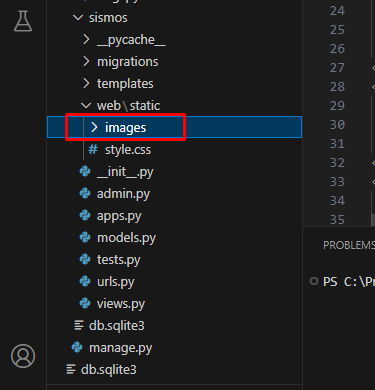 sismos
__pycache__
migrations
templates
web\static
images
# style.css
__init__.py
admin.py
apps.py
models.py
tests.py
urls.py
views.py
db.sqlite3
manage.py
db.sqlite3
24
25
26
27
28
29
30
31
32
33
34
35
PROBLEMS
PS C:\Pr